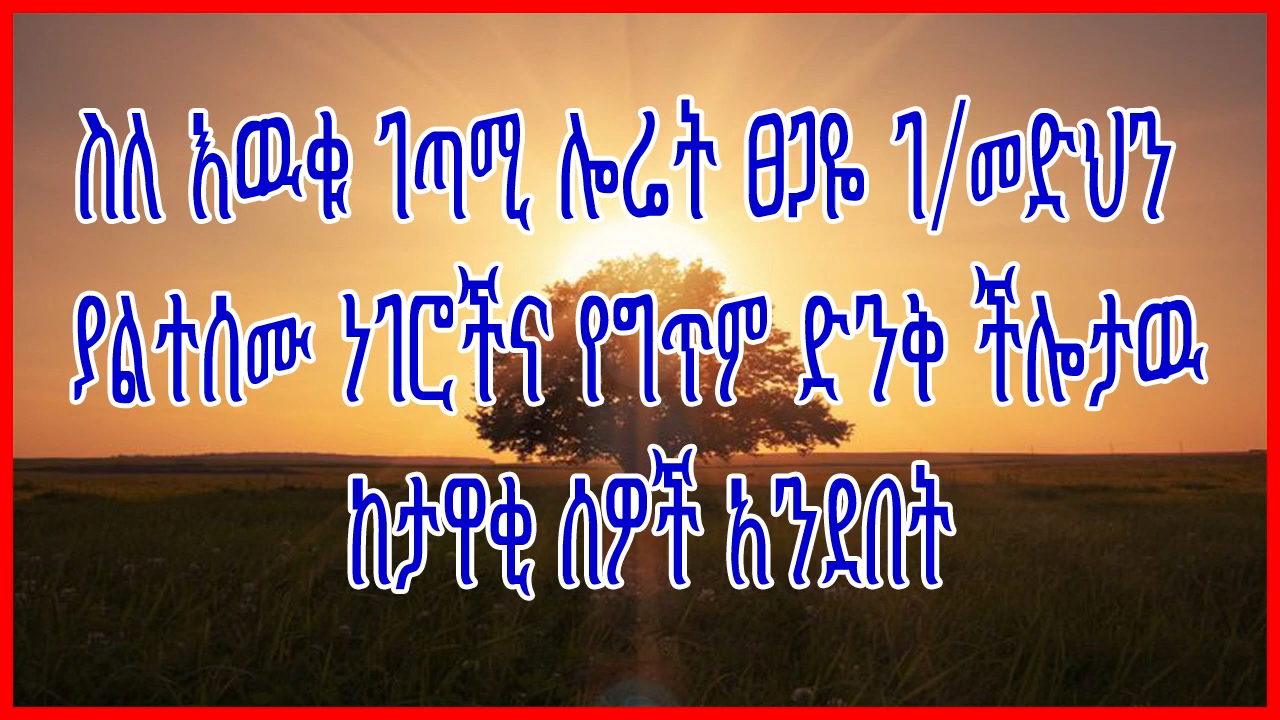 ስለ እዉቁ ገጣሚ ሎሬት ፀጋዬ ገ/መድህን
ያልተሰሙ ነገሮችና የግጥም ድንቅ ችሎታዉ
ከታዋቂ ሰዎች አንደበት